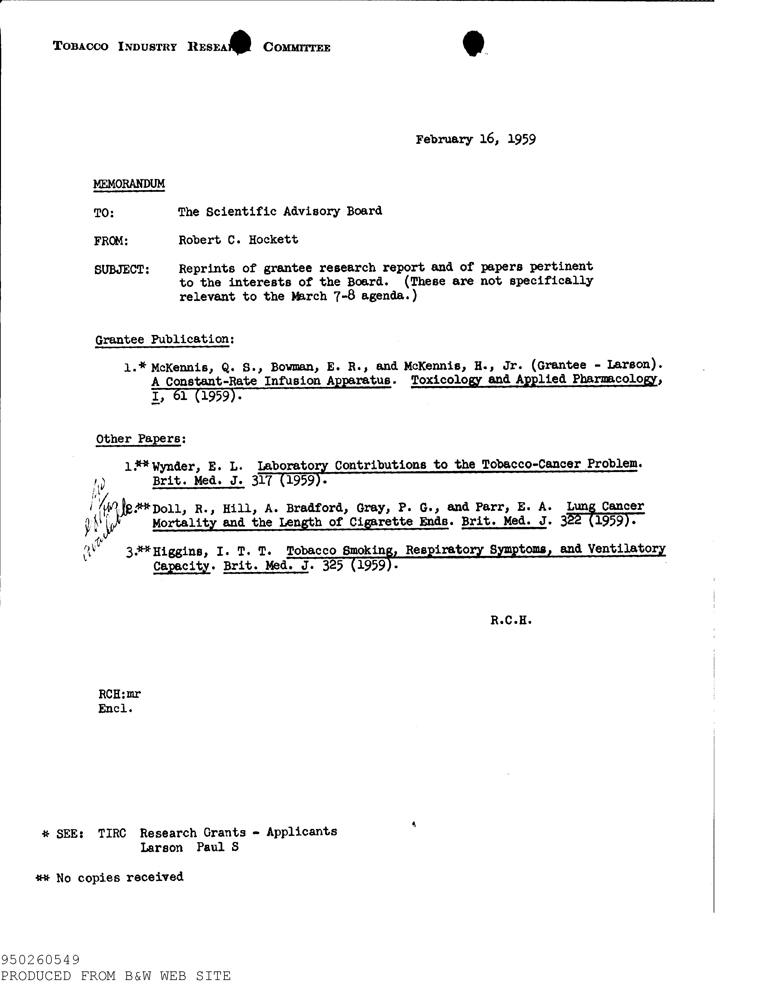 TOBACCO INDUSTRY RESEA COMMITTEE
February 16, 1959
MEMORANDUM
TO: The Scientific Advisory Board
FROM: Robert C. Hockett
SUBJECT: Reprints of grantee research report and of papers pertinent
to the interests of the Board. (These are not specifically
relevant to the March 7-8 agenda.)
Grantee Publication:
1.* McKennis, Q. S., Bowman, E. R., and McKennis, H., Jr. (Grantee - Larson).
A Constant-Rate Infusion Apparatus. Toxicology and Applied Pharmacology,
I, 61 (1959).
Other Papers:
1.** Wynder, E. L. Laboratory Contributions to the Tobacco-Cancer Problem.
Brit. Med. J. 317 (1959).
2.** Doll, R., Hill, A. Bradford, Gray, P. G., and Parr, E. A. Lung Cancer
Mortality and the Length of Cigarette Ends. Brit. Med. J. 322 (1959).
3.** Higgins, I. T. T. Tobacco Smoking, Respiratory Symptoms, and Ventilatory
Capacity. Brit. Med. J. 325 (1959).
R.C.H.
RCH:mr
Encl.
* SEE: TIRC Research Grants - Applicants
Larson Paul S
** No copies received
950260549
PRODUCED FROM B&W WEB SITE